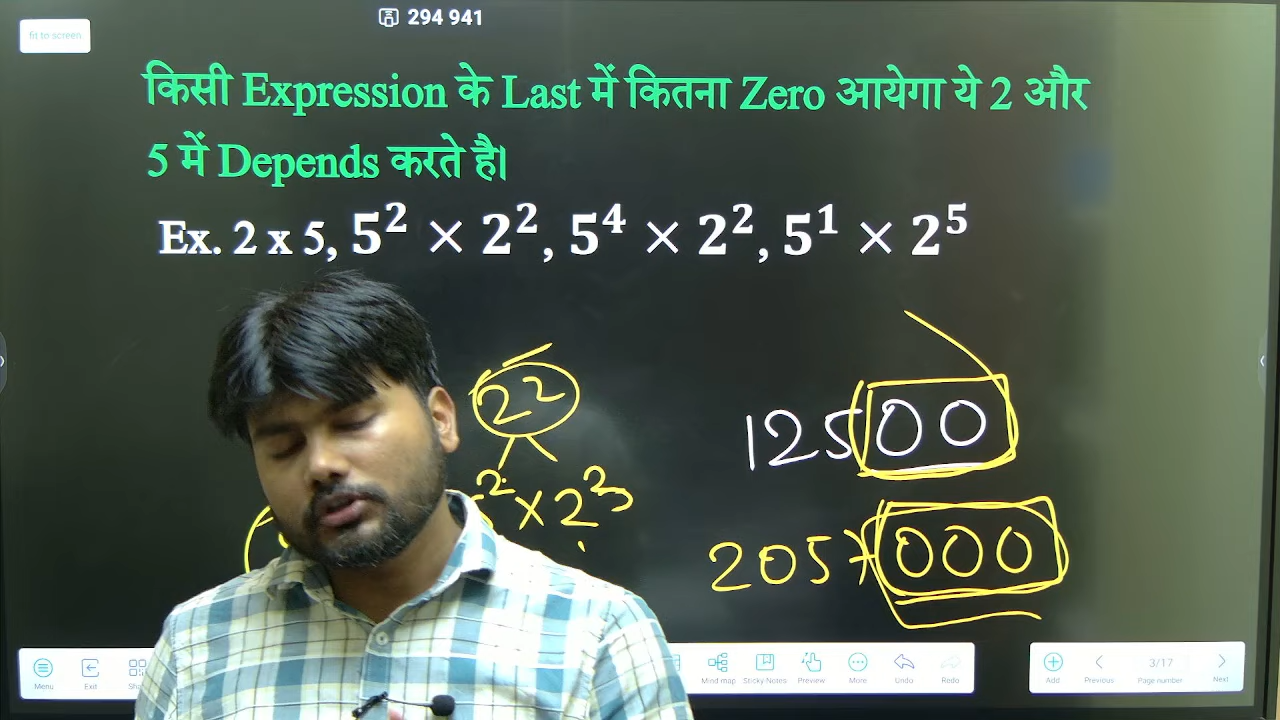 fit to screen
294 941
किसी Expression के Last में कितना Zero आयेगा ये 2 और
5 में Depends करते है।
Ex. 2 x 5, 5² × 2², 5⁴ × 2², 5¹ × 2⁵
2²
² × 2³
12500
2057000
Menu Exit Mind map Sticky Notes Preview More Undo Redo Add Previous 3/17 Page number Next